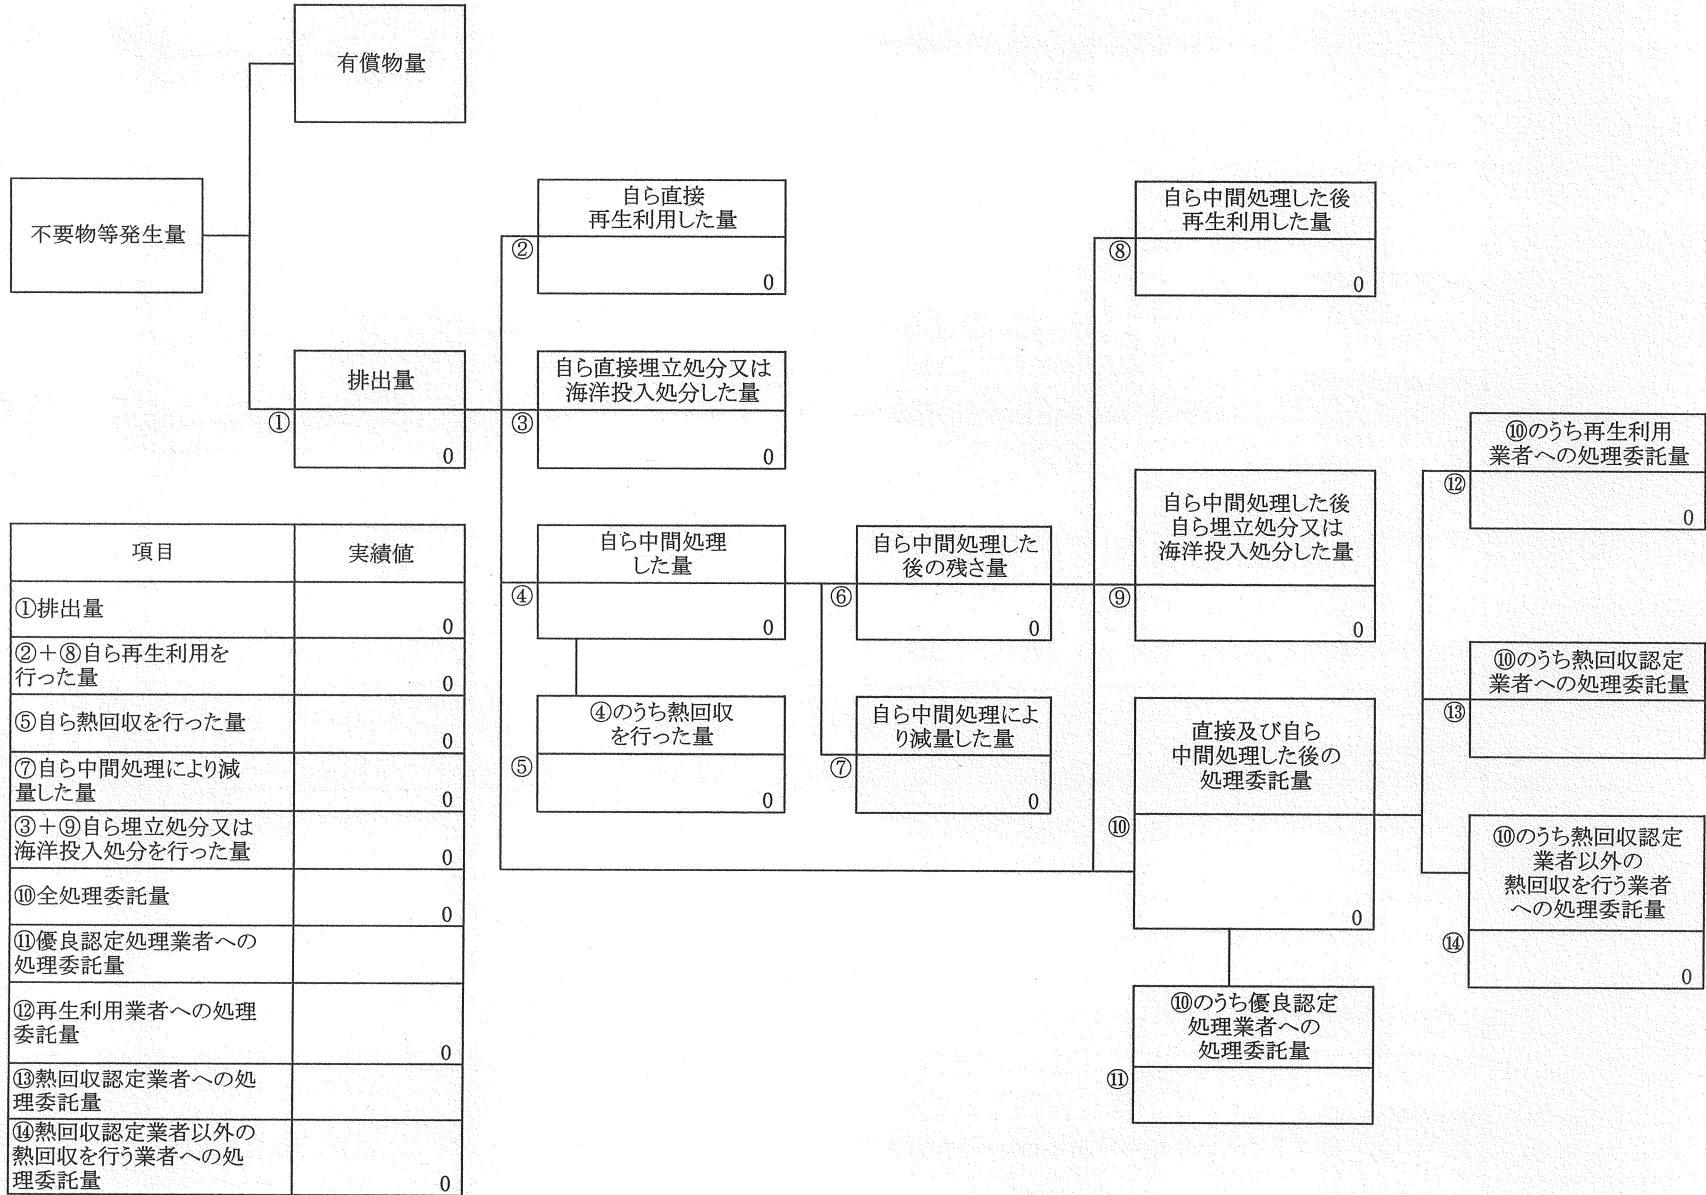 有償物量
不要物等発生量
排出量
①
0
自ら直接
再生利用した量
②
0
自ら直接埋立処分又は
海洋投入処分した量
③
0
自ら中間処理
した量
④
0
④のうち熱回収
を行った量
⑤
0
自ら中間処理した
後の残さ量
⑥
0
自ら中間処理によ
り減量した量
⑦
0
自ら中間処理した後
再生利用した量
⑧
0
自ら中間処理した後
自ら埋立処分又は
海洋投入処分した量
⑨
0
直接及び自ら
中間処理した後の
処理委託量
⑩
0
⑩のうち優良認定
処理業者への
処理委託量
⑪
⑩のうち再生利用
業者への処理委託量
⑫
0
⑩のうち熱回収認定
業者への処理委託量
⑬
⑩のうち熱回収認定
業者以外の
熱回収を行う業者
への処理委託量
⑭
0
項目 実績値
①排出量
0
②+⑧自ら再生利用を
行った量
0
⑤自ら熱回収を行った量
0
⑦自ら中間処理により減
量した量
0
③+⑨自ら埋立処分又は
海洋投入処分を行った量
0
⑩全処理委託量
0
⑪優良認定処理業者への
処理委託量
⑫再生利用業者への処理
委託量
0
⑬熱回収認定業者への処
理委託量
⑭熱回収認定業者以外の
熱回収を行う業者への処
理委託量
0